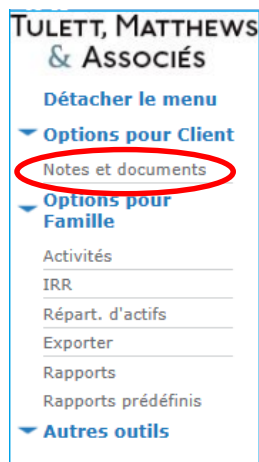 TULETT, MATTHEWS
& ASSOCIÉS
Détacher le menu
Options pour Client
Notes et documents
Options pour
Famille
Activités
IRR
Répart. d'actifs
Exporter
Rapports
Rapports prédéfinis
Autres outils